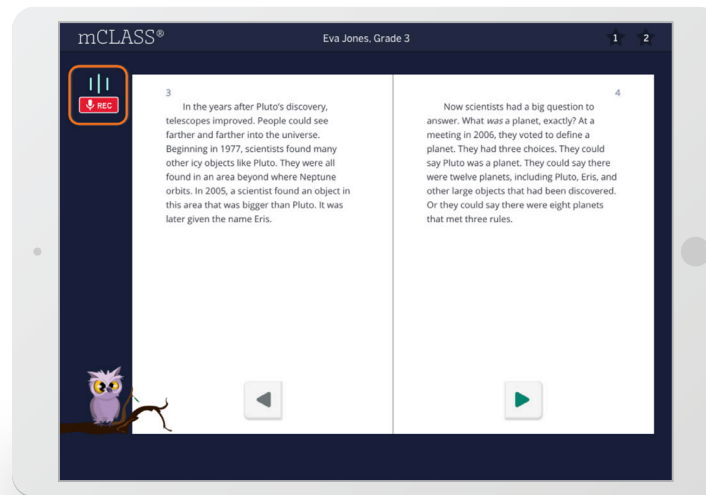 mCLASS®
Eva Jones, Grade 3
1 2
REC
3
In the years after Pluto's discovery,
telescopes improved. People could see
farther and farther into the universe.
Beginning in 1977, scientists found many
other icy objects like Pluto. They were all
found in an area beyond where Neptune
orbits. In 2005, a scientist found an object in
this area that was bigger than Pluto. It was
later given the name Eris.
4
Now scientists had a big question to
answer. What was a planet, exactly? At a
meeting in 2006, they voted to define a
planet. They had three choices. They could
say Pluto was a planet. They could say there
were twelve planets, including Pluto, Eris, and
other large objects that had been discovered.
Or they could say there were eight planets
that met three rules.